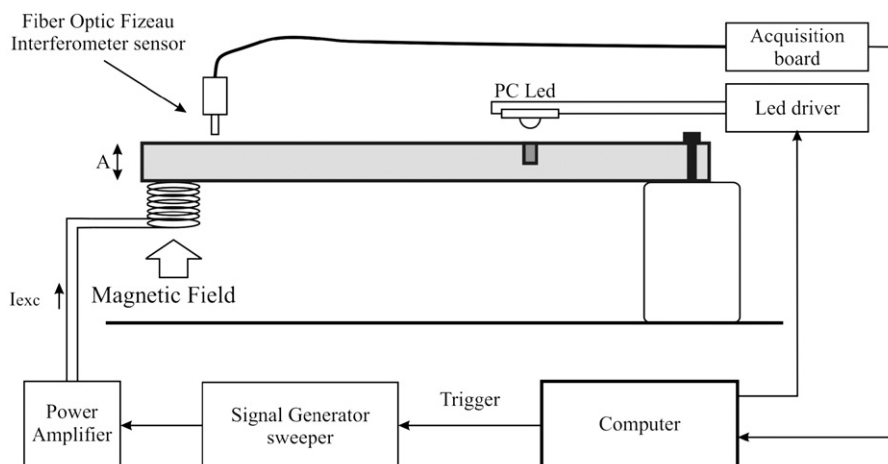 Fiber Optic Fizeau
Interferometer sensor
Acquisition
board
PC Led
Led driver
A
Iexc
Magnetic Field
Power
Amplifier
Signal Generator
sweeper
Trigger
Computer